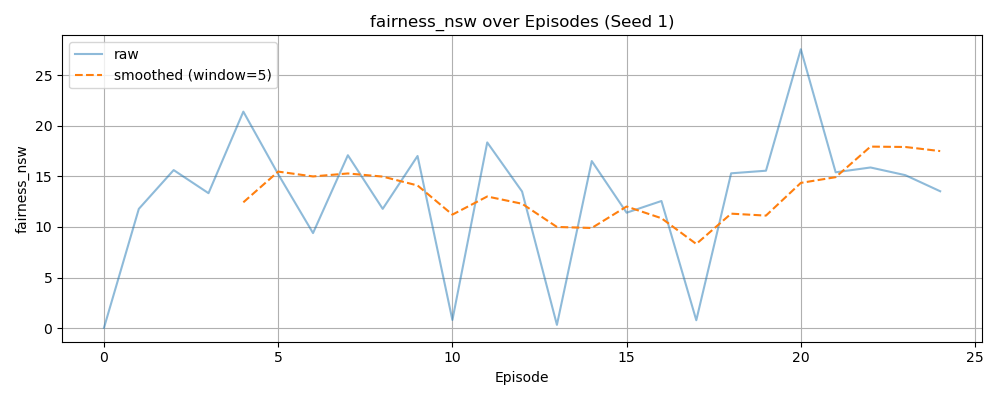 fairness_nsw over Episodes (Seed 1)
raw
smoothed (window=5)
fairness_nsw
25
20
15
10
5
0
0 5 10 15 20 25
Episode